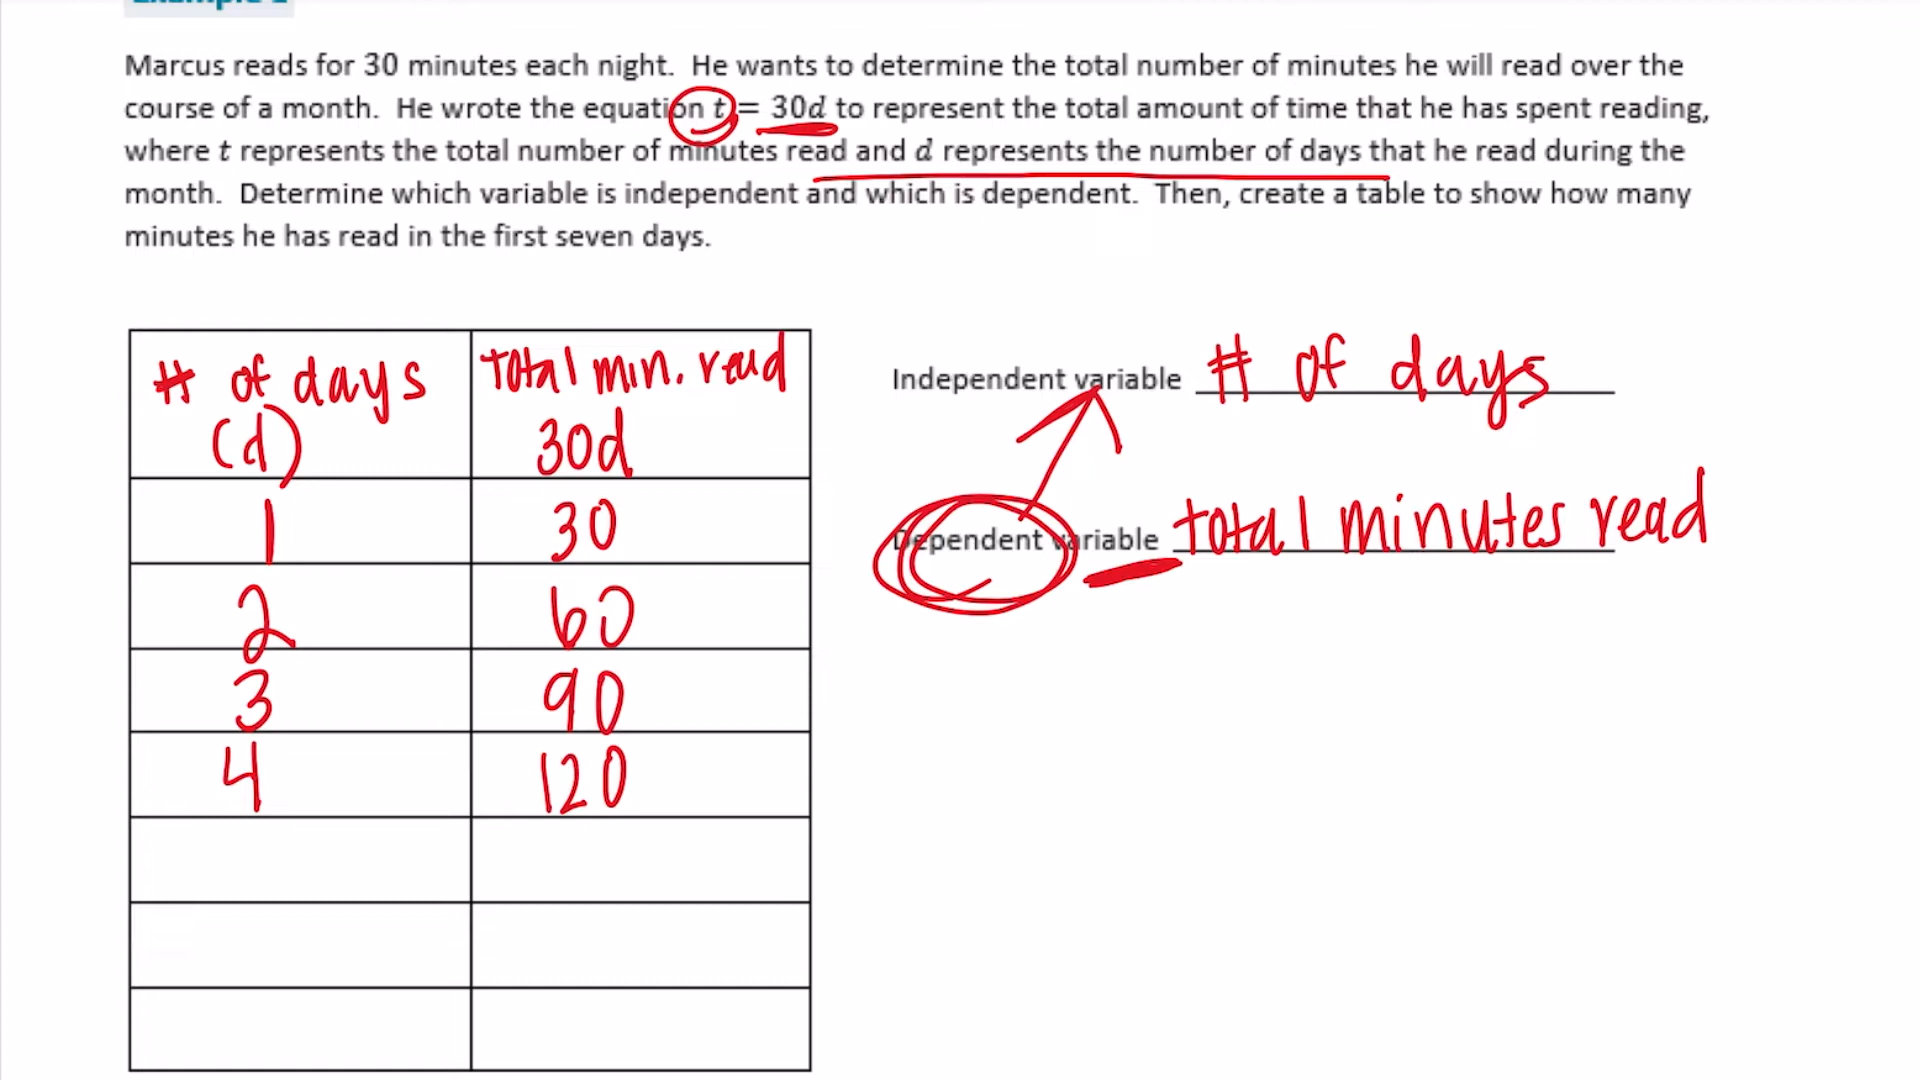 Marcus reads for 30 minutes each night. He wants to determine the total number of minutes he will read over the
course of a month. He wrote the equation t = 30d to represent the total amount of time that he has spent reading,
where t represents the total number of minutes read and d represents the number of days that he read during the
month. Determine which variable is independent and which is dependent. Then, create a table to show how many
minutes he has read in the first seven days.
# of days total min. read
(d) 30d
1 30
2 60
3 90
4 120
Independent variable # of days
Dependent variable total minutes read